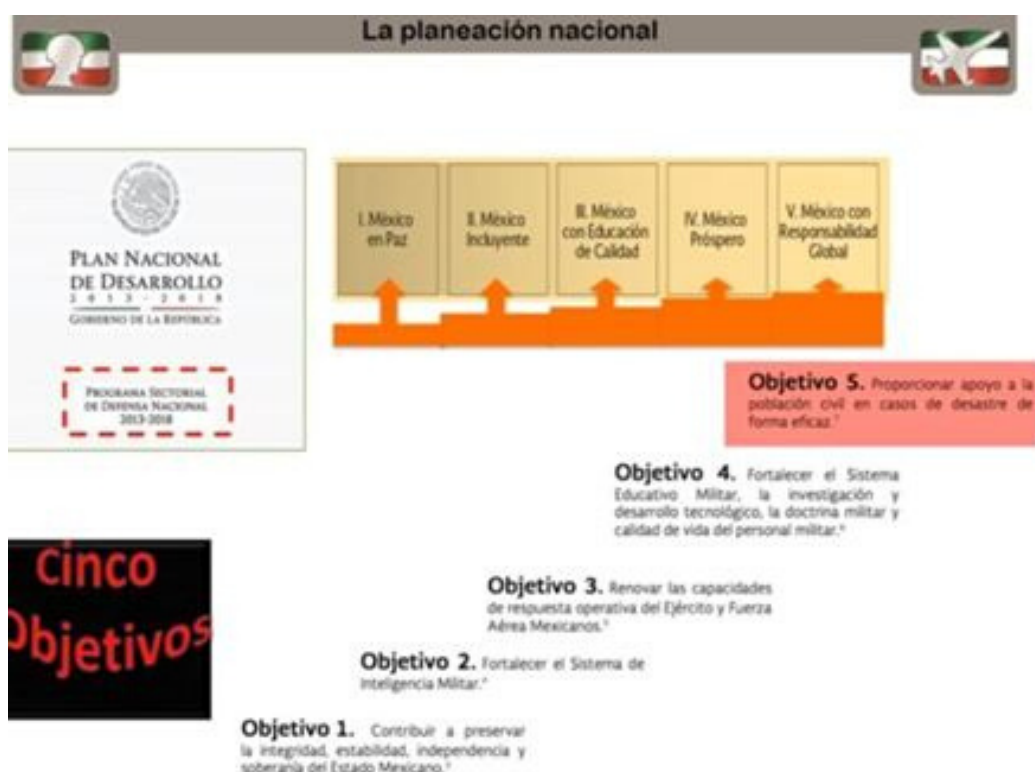 La planeación nacional
PLAN NACIONAL
DE DESARROLLO
2013-2018
GOBIERNO DE LA REPÚBLICA
PROGRAMA SECTORIAL
DE DEFENSA NACIONAL
2013-2018
I. México
en Paz
II. México
Incluyente
III. México
con Educación
de Calidad
IV. México
Próspero
V. México con
Responsabilidad
Global
Objetivo 5. Proporcionar apoyo a la
población civil en casos de desastre de
forma eficaz.
Objetivo 4. Fortalecer el Sistema
Educativo Militar, la investigación y
desarrollo tecnológico, la doctrina militar y
calidad de vida del personal militar.
Objetivo 3. Renovar las capacidades
de respuesta operativa del Ejército y Fuerza
Aérea Mexicanos.
Objetivo 2. Fortalecer el Sistema de
Inteligencia Militar.
Objetivo 1. Contribuir a preservar
la integridad, estabilidad, independencia y
soberanía del Estado Mexicano.
Cinco
Objetivos